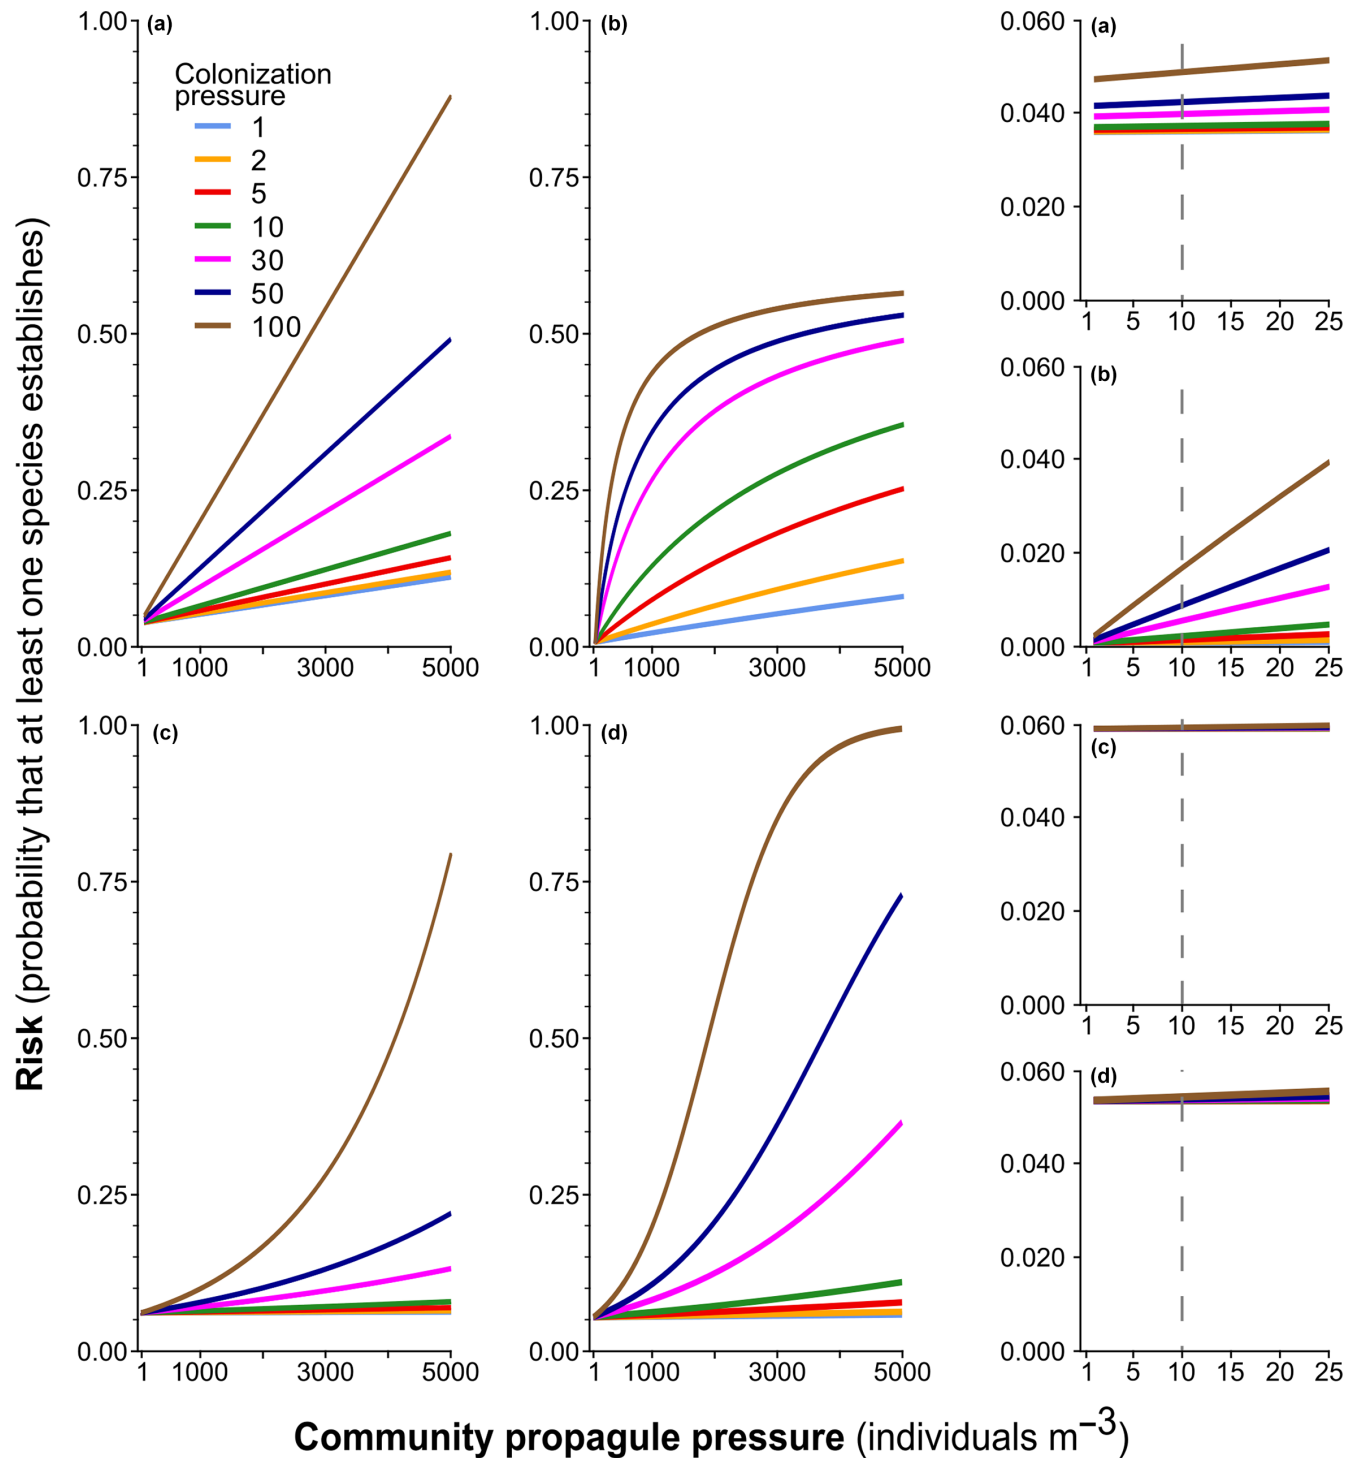 Risk (probability that at least one species establishes)
(a)
1.00
0.75
0.50
0.25
0.00
1 1000 3000 5000
Colonization
pressure
1
2
5
10
30
50
100
(b)
1.00
0.75
0.50
0.25
0.00
1 1000 3000 5000
(a)
0.060
0.040
0.020
0.000
1 5 10 15 20 25
(b)
0.060
0.040
0.020
0.000
1 5 10 15 20 25
(c)
1.00
0.75
0.50
0.25
0.00
1 1000 3000 5000
(d)
1.00
0.75
0.50
0.25
0.00
1 1000 3000 5000
0.060
(c)
0.040
0.020
0.000
1 5 10 15 20 25
0.060
(d)
0.040
0.020
0.000
1 5 10 15 20 25
Community propagule pressure (individuals m⁻³)